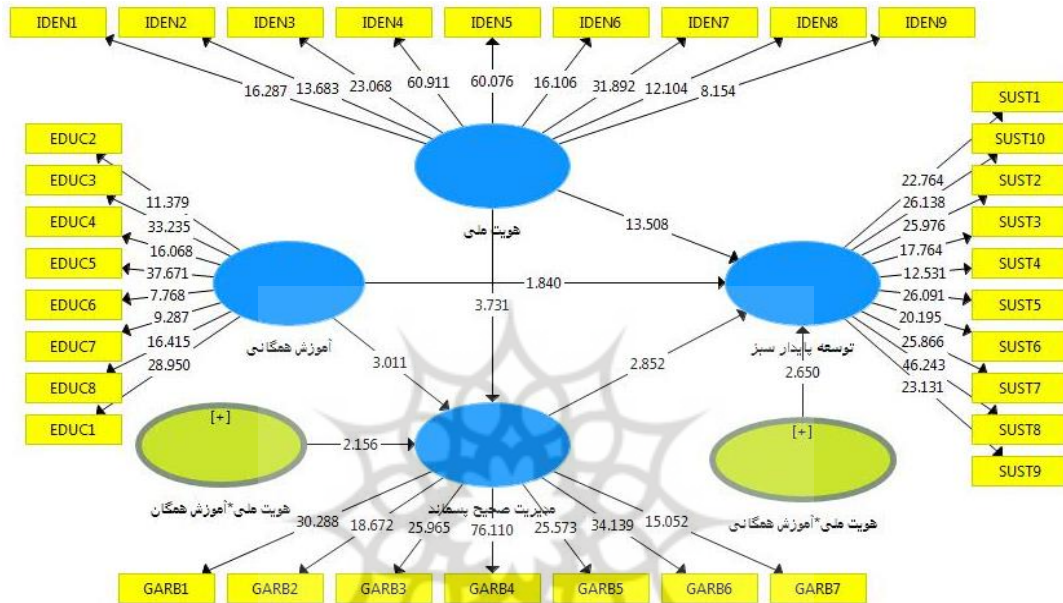 IDEN1 IDEN2 IDEN3 IDEN4 IDEN5 IDEN6 IDEN7 IDEN8 IDEN9
16.287 13.683 23.068 60.911 60.076 16.106 31.892 12.104 8.154
هویت ملی
EDUC2
EDUC3
EDUC4
EDUC5
EDUC6
EDUC7
EDUC8
EDUC1
11.379
33.235
16.068
37.671
7.768
9.287
16.415
28.950
آموزش همگانی
SUST1
SUST10
SUST2
SUST3
SUST4
SUST5
SUST6
SUST7
SUST8
SUST9
22.764
26.138
25.976
17.764
12.531
26.091
20.195
25.866
46.243
23.131
توسعه پایدار سبز
13.508
1.840
3.731
3.011
2.852
2.650
2.156
[+]
هویت ملی*آموزش همگان
[+]
هویت ملی*آموزش همگانی
مدیریت صحیح پسماند
30.288 18.672 25.965 76.110 25.573 34.139 15.052
GARB1 GARB2 GARB3 GARB4 GARB5 GARB6 GARB7